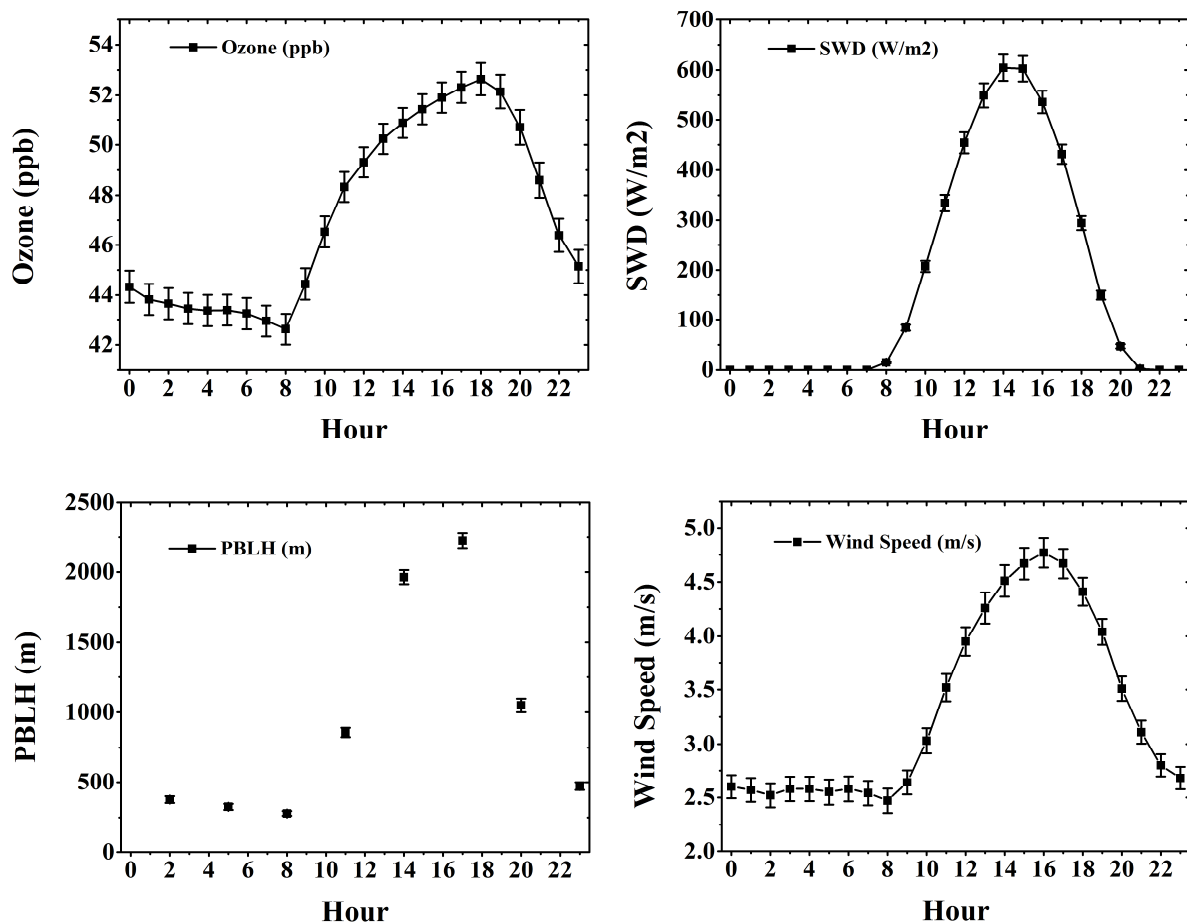 Ozone (ppb)
54
52
50
48
46
44
42
0 2 4 6 8 10 12 14 16 18 20 22
Hour
Ozone (ppb)
SWD (W/m2)
700
600
500
400
300
200
100
0
0 2 4 6 8 10 12 14 16 18 20 22
Hour
SWD (W/m2)
PBLH (m)
2500
2000
1500
1000
500
0
0 2 4 6 8 10 12 14 16 18 20 22
Hour
PBLH (m)
Wind Speed (m/s)
5.0
4.5
4.0
3.5
3.0
2.5
2.0
0 2 4 6 8 10 12 14 16 18 20 22
Hour
Wind Speed (m/s)